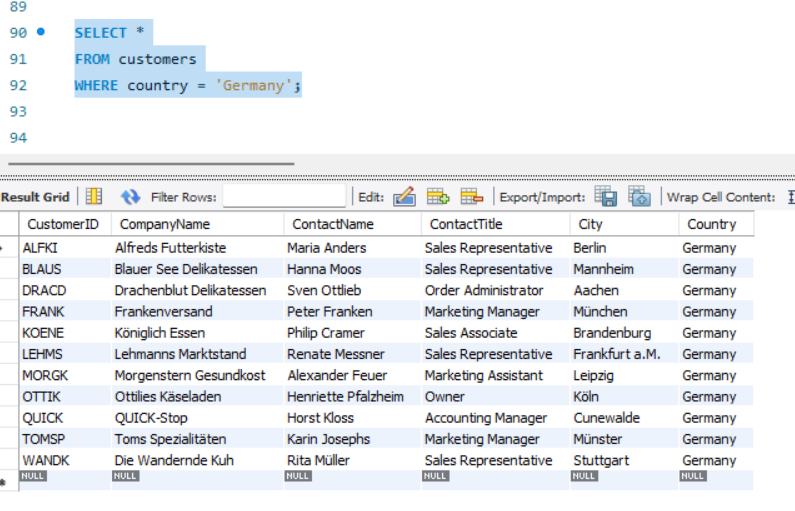 89
90 SELECT *
91 FROM customers
92 WHERE country = 'Germany';
93
94
Result Grid Filter Rows: Edit: Export/Import: Wrap Cell Content:
CustomerID CompanyName ContactName ContactTitle City Country
ALFKI Alfreds Futterkiste Maria Anders Sales Representative Berlin Germany
BLAUS Blauer See Delikatessen Hanna Moos Sales Representative Mannheim Germany
DRACD Drachenblut Delikatessen Sven Ottlieb Order Administrator Aachen Germany
FRANK Frankenversand Peter Franken Marketing Manager München Germany
KOENE Königlich Essen Philip Cramer Sales Associate Brandenburg Germany
LEHMS Lehmanns Marktstand Renate Messner Sales Representative Frankfurt a.M. Germany
MORGK Morgenstern Gesundkost Alexander Feuer Marketing Assistant Leipzig Germany
OTTIK Ottilies Käseladen Henriette Pfalzheim Owner Köln Germany
QUICK QUICK-Stop Horst Kloss Accounting Manager Cunewalde Germany
TOMSP Toms Spezialitäten Karin Josephs Marketing Manager Münster Germany
WANDK Die Wandernde Kuh Rita Müller Sales Representative Stuttgart Germany
* NULL NULL NULL NULL NULL NULL